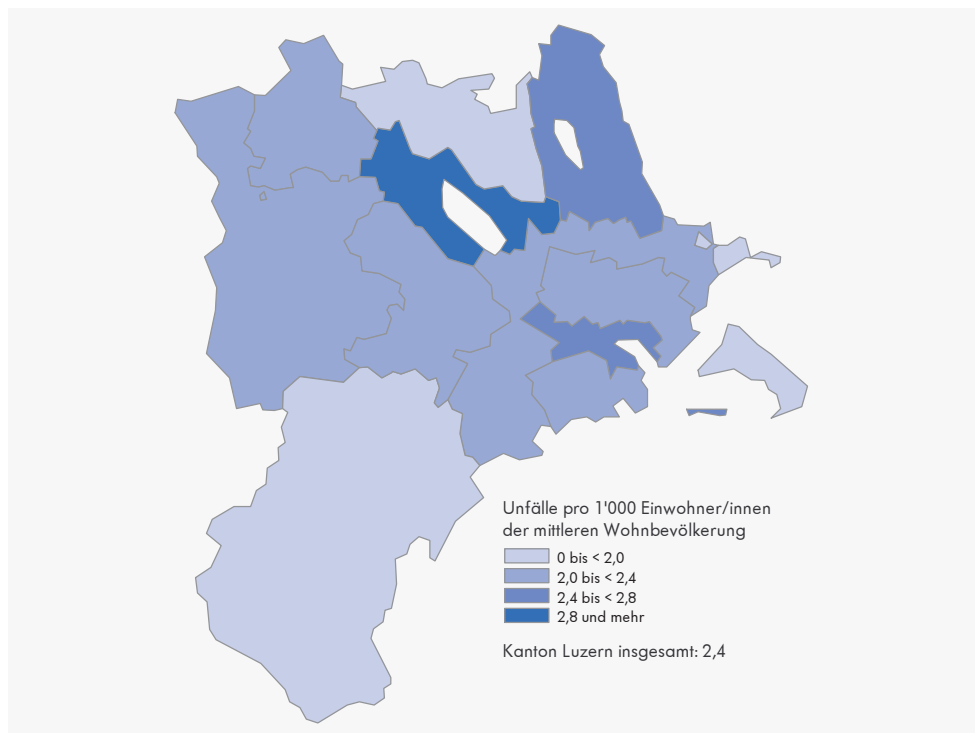 Unfälle pro 1'000 Einwohner/innen
der mittleren Wohnbevölkerung
0 bis < 2,0
2,0 bis < 2,4
2,4 bis < 2,8
2,8 und mehr
Kanton Luzern insgesamt: 2,4